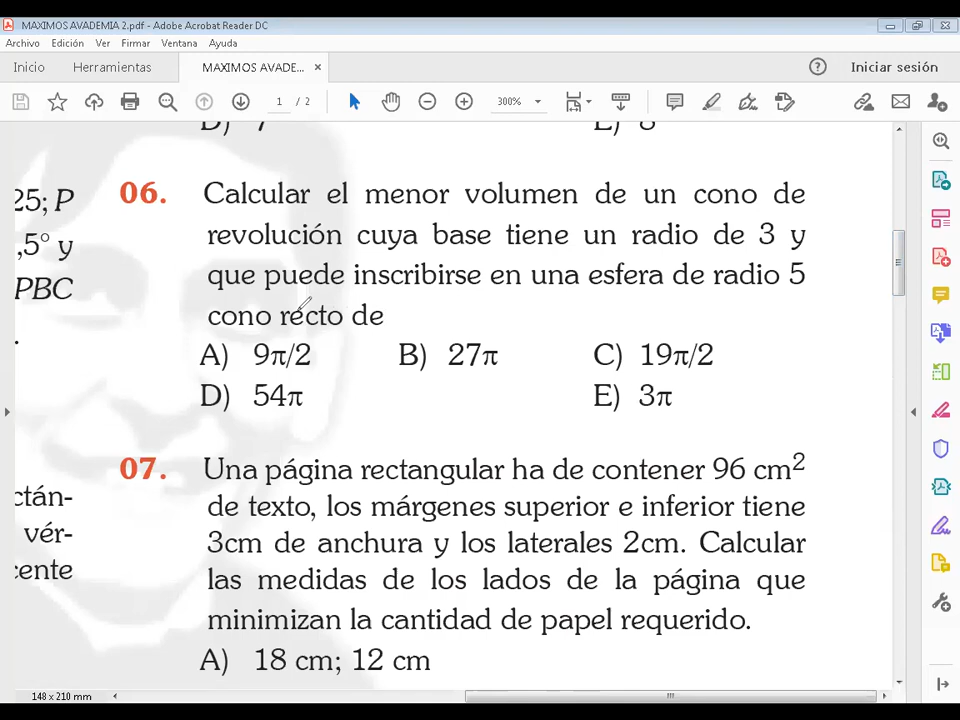 MAXIMOS AVADEMIA 2.pdf - Adobe Acrobat Reader DC
Archivo Edición Ver Firmar Ventana Ayuda
Inicio Herramientas MAXIMOS AVADE... × Iniciar sesión
1 / 2 300%
06. Calcular el menor volumen de un cono de
revolución cuya base tiene un radio de 3 y
que puede inscribirse en una esfera de radio 5
cono recto de
A) 9π/2 B) 27π C) 19π/2
D) 54π E) 3π
07. Una página rectangular ha de contener 96 cm²
de texto, los márgenes superior e inferior tiene
3cm de anchura y los laterales 2cm. Calcular
las medidas de los lados de la página que
minimizan la cantidad de papel requerido.
A) 18 cm; 12 cm
25; P
,5° y
PBC
.
ctán-
vér-
cente
148 x 210 mm